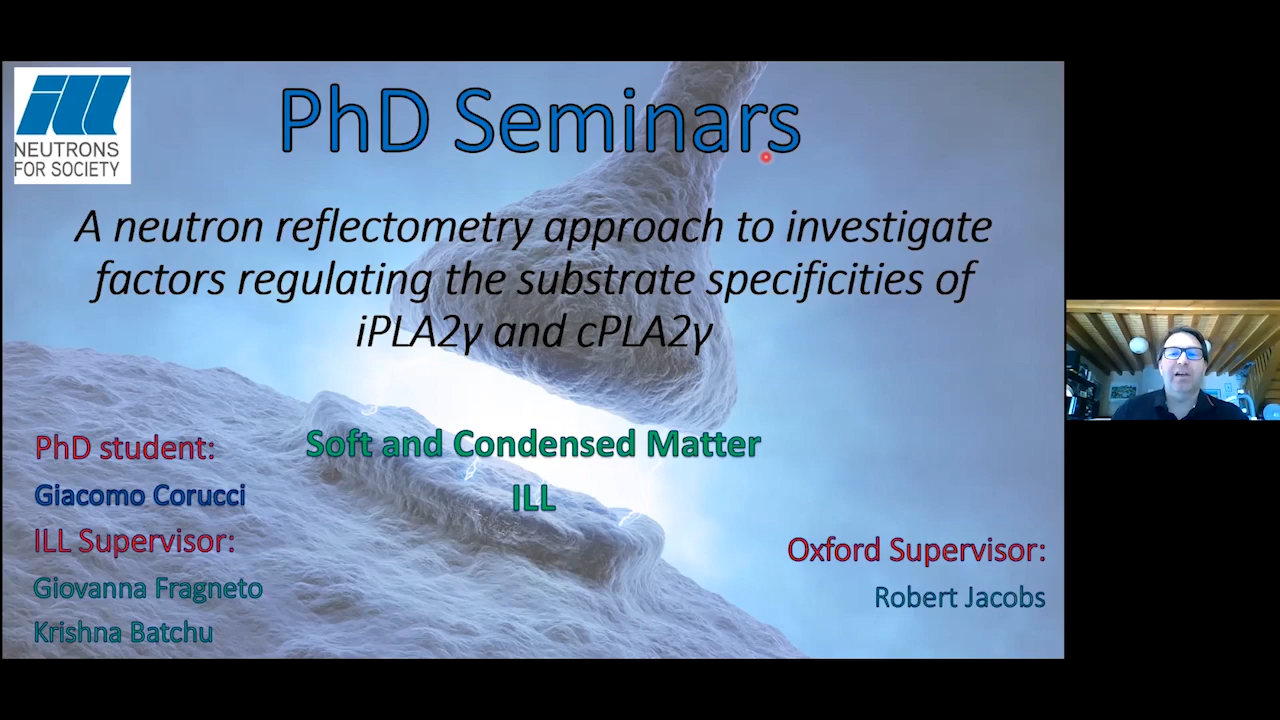 ill
NEUTRONS
FOR SOCIETY
PhD Seminars
A neutron reflectometry approach to investigate
factors regulating the substrate specificities of
iPLA2γ and cPLA2γ
Soft and Condensed Matter
ILL
PhD student:
Giacomo Corucci
ILL Supervisor:
Giovanna Fragneto
Krishna Batchu
Oxford Supervisor:
Robert Jacobs